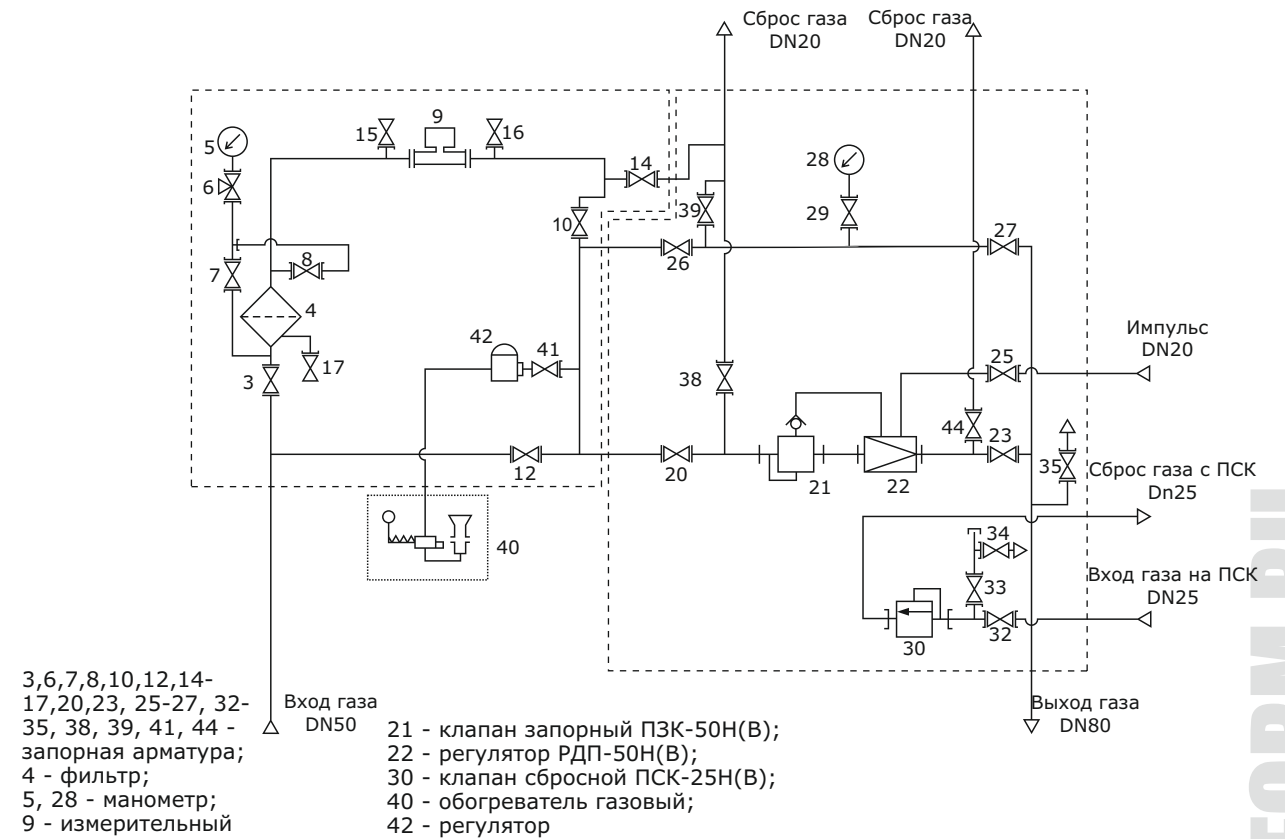 Сброс газа
DN20
Сброс газа
DN20
9
15
16
5
14
28
6
39
29
10
27
26
8
7
4
42
41
Импульс
DN20
25
3
17
38
44
23
35
12
20
21
22
Сброс газа с ПСК
Dn25
34
40
33
Вход газа на ПСК
DN25
32
30
Вход газа
DN50
Выход газа
DN80
3,6,7,8,10,12,14-
17,20,23, 25-27, 32-
35, 38, 39, 41, 44 -
запорная арматура;
4 - фильтр;
5, 28 - манометр;
9 - измерительный
21 - клапан запорный ПЗК-50Н(В);
22 - регулятор РДП-50Н(В);
30 - клапан сбросной ПСК-25Н(В);
40 - обогреватель газовый;
42 - регулятор